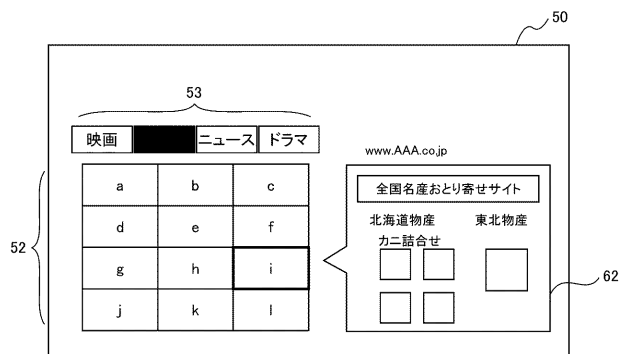 50
53
映画 ニュース ドラマ
www.AAA.co.jp
a b c
全国名産おとり寄せサイト
d e f
北海道物産 東北物産
カニ詰合せ
52
g h i
62
j k l